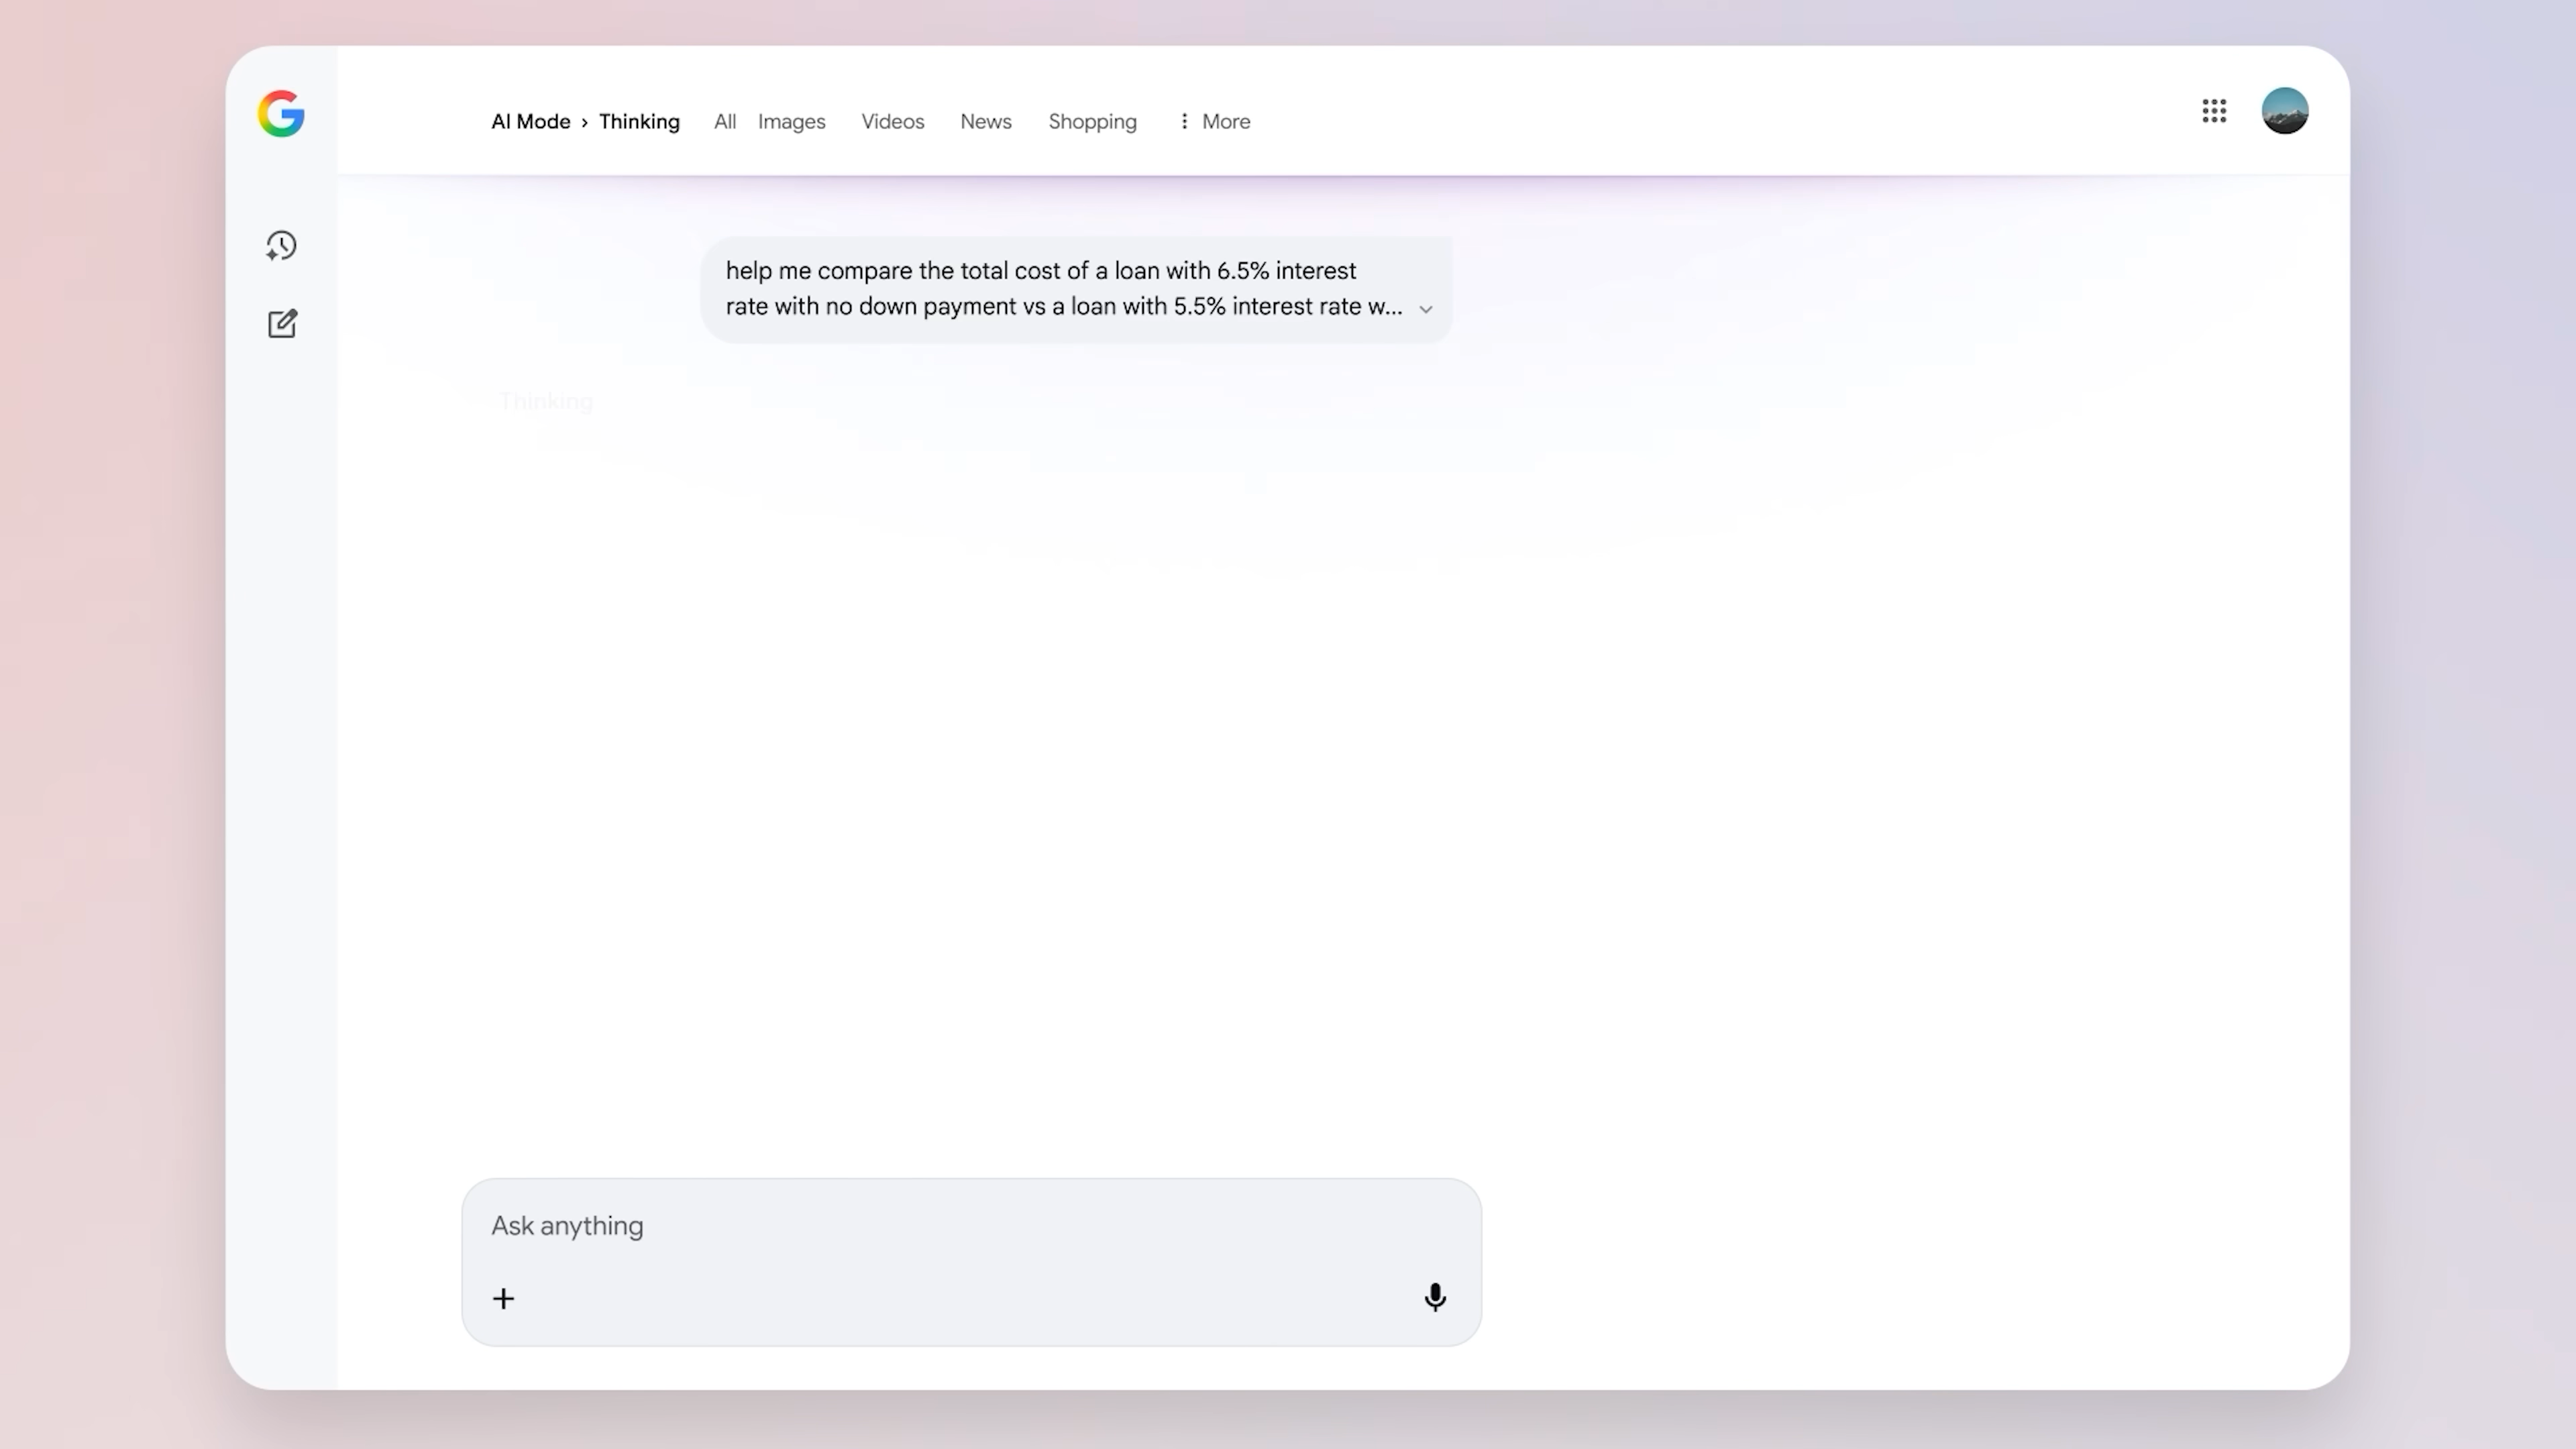 AI Mode › Thinking All Images Videos News Shopping More
help me compare the total cost of a loan with 6.5% interest
rate with no down payment vs a loan with 5.5% interest rate w...
Thinking
Ask anything